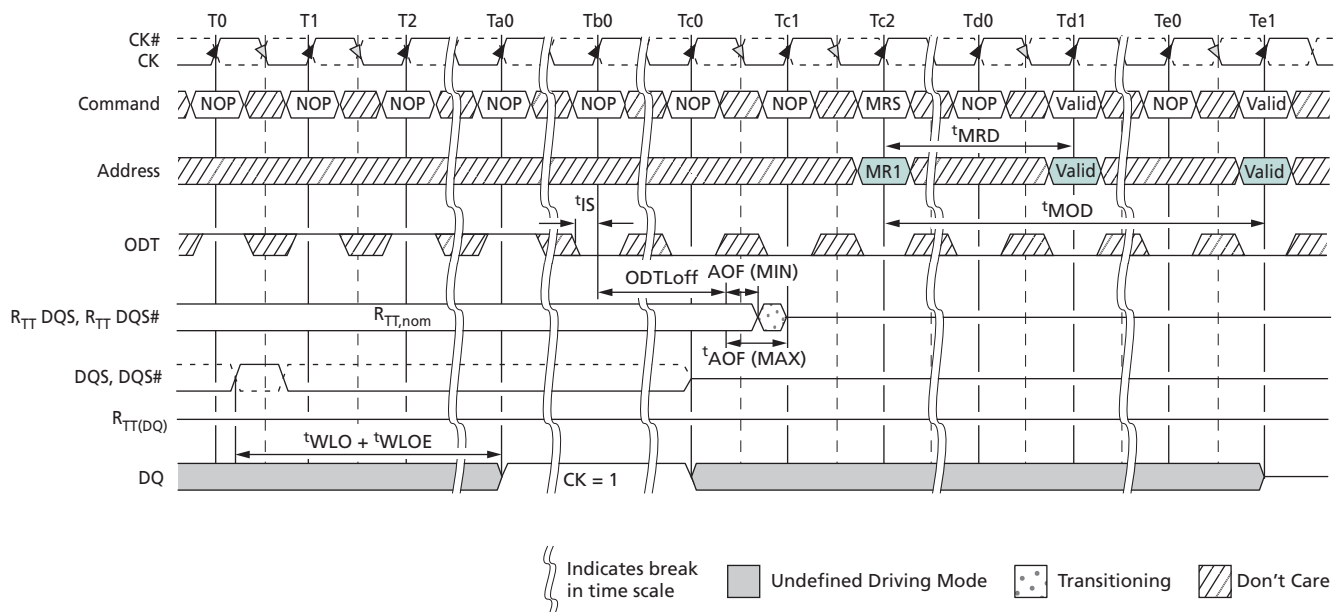 T0 T1 T2 Ta0 Tb0 Tc0 Tc1 Tc2 Td0 Td1 Te0 Te1
CK#
CK
Command NOP NOP NOP NOP NOP NOP NOP MRS NOP Valid NOP Valid
tMRD
Address MR1 Valid Valid
tIS
tMOD
ODT
ODTLoff AOF (MIN)
RTT DQS, RTT DQS# RTT,nom
tAOF (MAX)
DQS, DQS#
RTT(DQ)
tWLO + tWLOE
DQ CK = 1
Indicates break
in time scale
Undefined Driving Mode
Transitioning
Don't Care